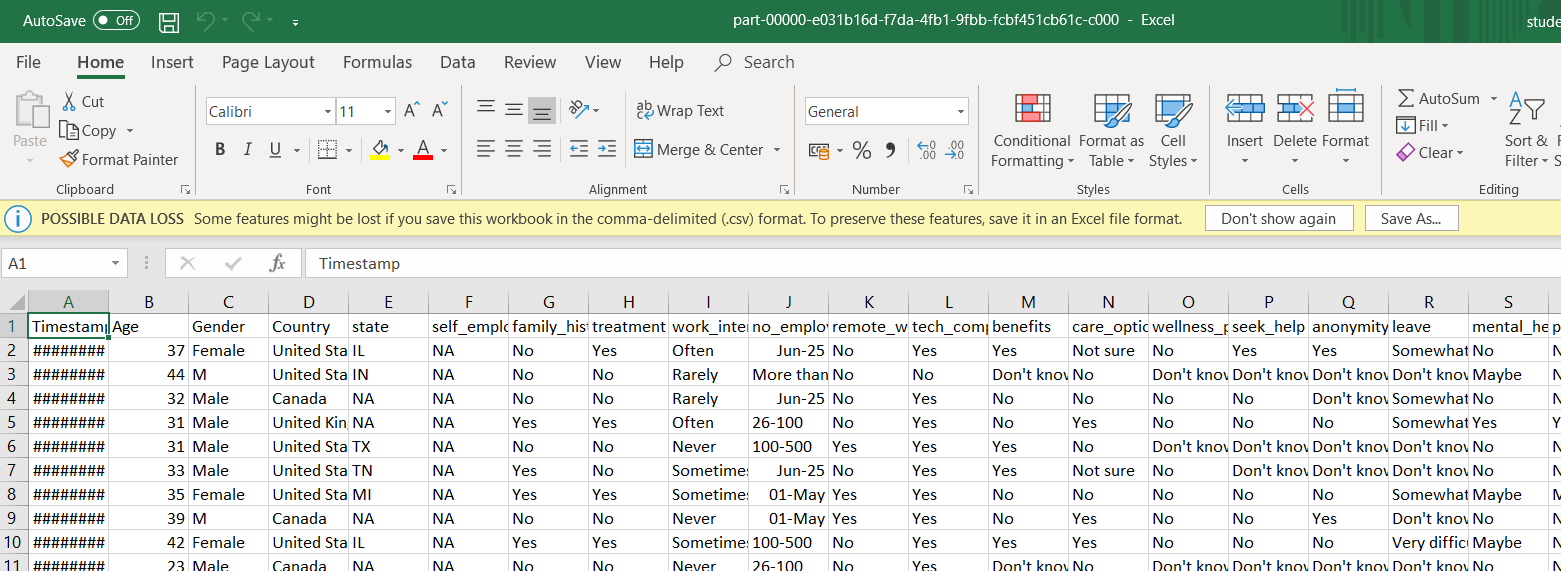 AutoSave Off part-00000-e031b16d-f7da-4fb1-9fbb-fcbf451cb61c-c000 - Excel stude
File Home Insert Page Layout Formulas Data Review View Help Search
Paste
Cut
Copy
Format Painter
Clipboard
Calibri 11 A^ A˅
B I U A
Font
ab Wrap Text
Merge & Center
Alignment
General
% , .00 .00
Number
Conditional Formatting
Format as Table
Cell Styles
Styles
Insert Delete Format
Cells
AutoSum
Fill
Clear
Sort & Filter
Editing
POSSIBLE DATA LOSS Some features might be lost if you save this workbook in the comma-delimited (.csv) format. To preserve these features, save it in an Excel file format. Don't show again Save As...
A1 fx Timestamp
A B C D E F G H I J K L M N O P Q R S
1 Timestam Age Gender Country state self_emplo family_hist treatment work_inter no_employ remote_w tech_comp benefits care_optio wellness_p seek_help anonymity leave mental_he p
2 ######## 37 Female United Sta IL NA No Yes Often Jun-25 No Yes Yes Not sure No Yes Yes Somewhat No N
3 ######## 44 M United Sta IN NA No No Rarely More than No No Don't know No Don't know Don't know Don't know Don't know Maybe N
4 ######## 32 Male Canada NA NA No No Rarely Jun-25 No Yes No No No No Don't know Somewhat No N
5 ######## 31 Male United Kin NA NA Yes Yes Often 26-100 No Yes No Yes No No No Somewhat Yes Y
6 ######## 31 Male United Sta TX NA No No Never 100-500 Yes Yes Yes No Don't know Don't know Don't know Don't know No N
7 ######## 33 Male United Sta TN NA Yes No Sometimes Jun-25 No Yes Yes Not sure No Don't know Don't know Don't know No N
8 ######## 35 Female United Sta MI NA Yes Yes Sometimes 01-May Yes Yes No No No No No Somewhat Maybe M
9 ######## 39 M Canada NA NA No No Never 01-May Yes Yes No Yes No No Yes Don't know No N
10 ######## 42 Female United Sta IL NA Yes Yes Sometimes 100-500 No Yes Yes Yes No No No Very difficu Maybe N
11 ######## 23 Male Canada NA NA No No Never 26-100 No Yes Don't know No Don't know Don't know Don't know Don't know No N